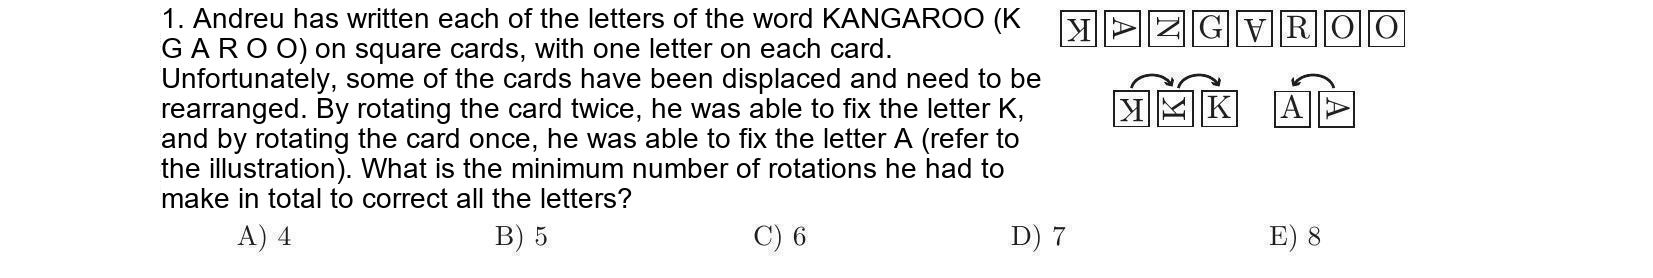 1. Andreu has written each of the letters of the word KANGAROO (K
G A R O O) on square cards, with one letter on each card.
Unfortunately, some of the cards have been displaced and need to be
rearranged. By rotating the card twice, he was able to fix the letter K,
and by rotating the card once, he was able to fix the letter A (refer to
the illustration). What is the minimum number of rotations he had to
make in total to correct all the letters?
K A N G A R O O
K K K A A
A) 4 B) 5 C) 6 D) 7 E) 8